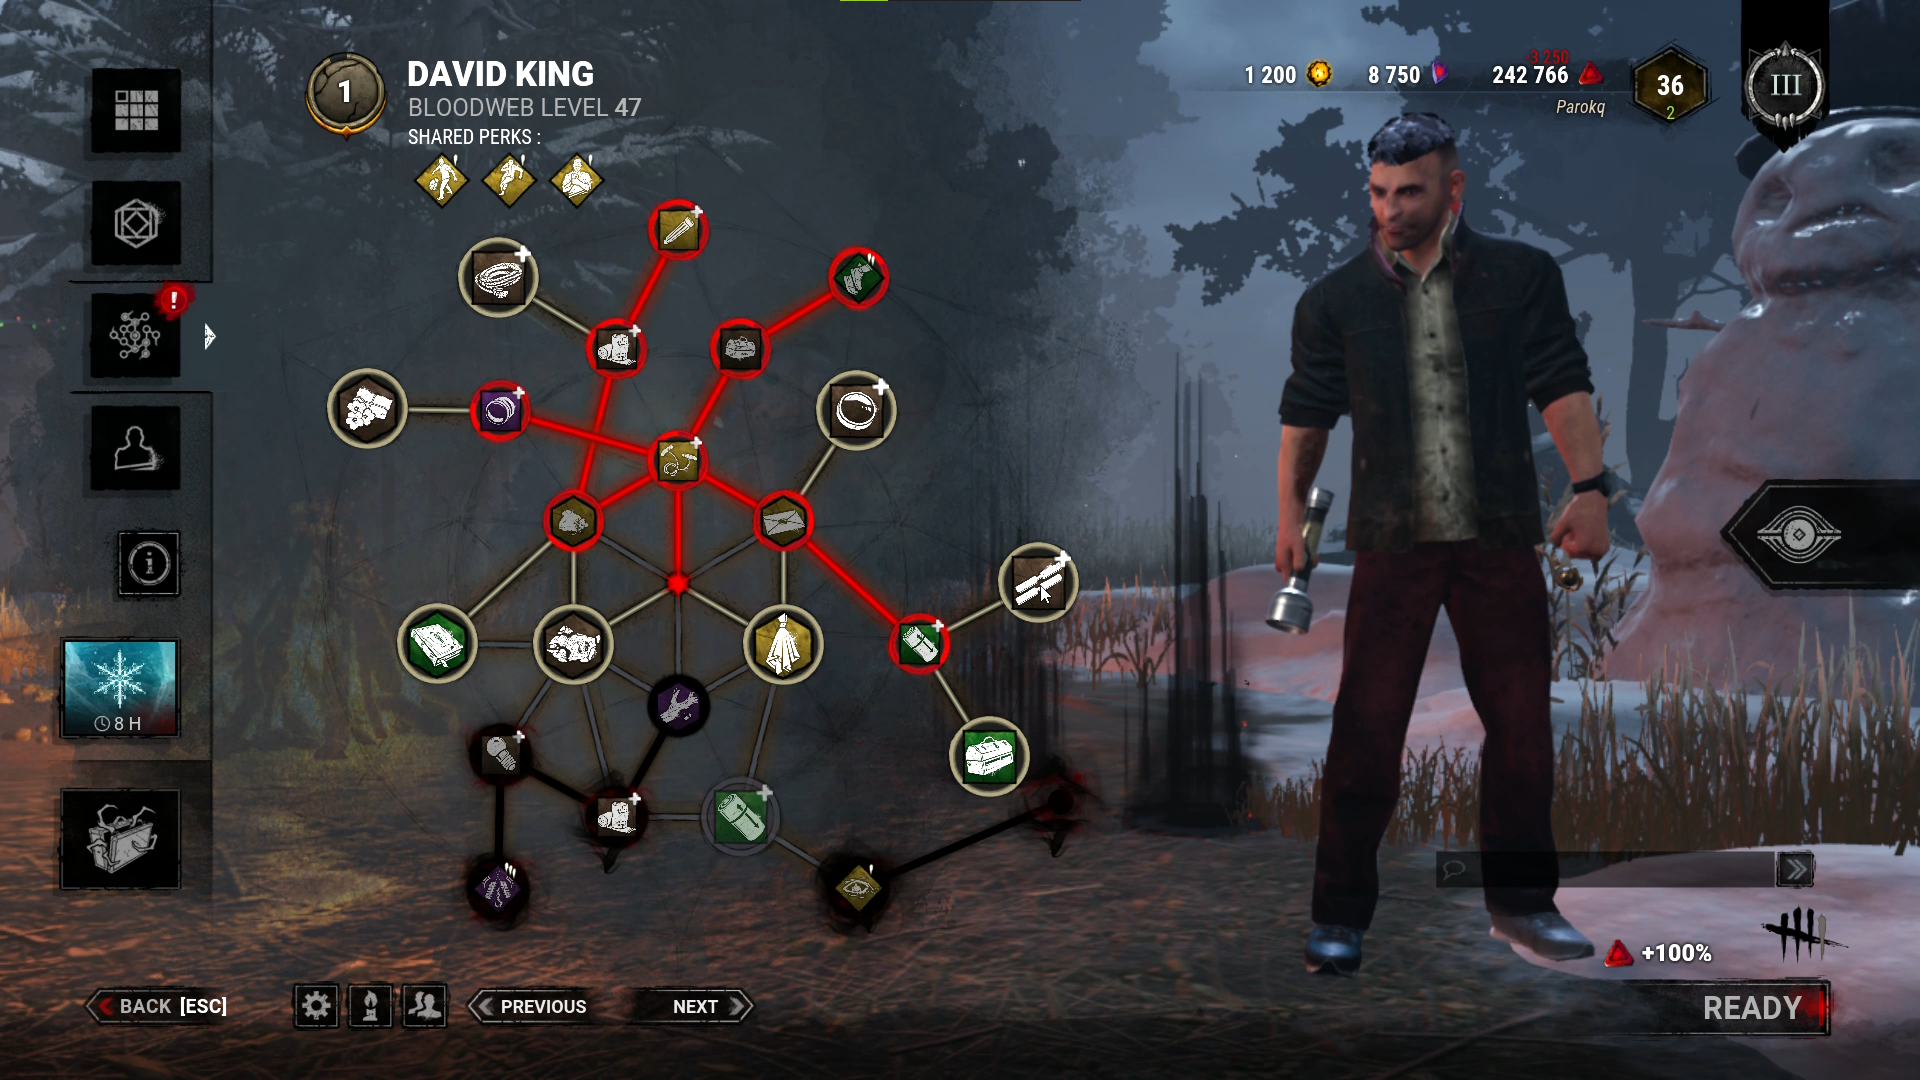 1
DAVID KING
BLOODWEB LEVEL 47
SHARED PERKS :
-3 250
1 200
8 750
242 766
Parokq
36
2
III
8 H
+100%
BACK [ESC]
PREVIOUS
NEXT
READY